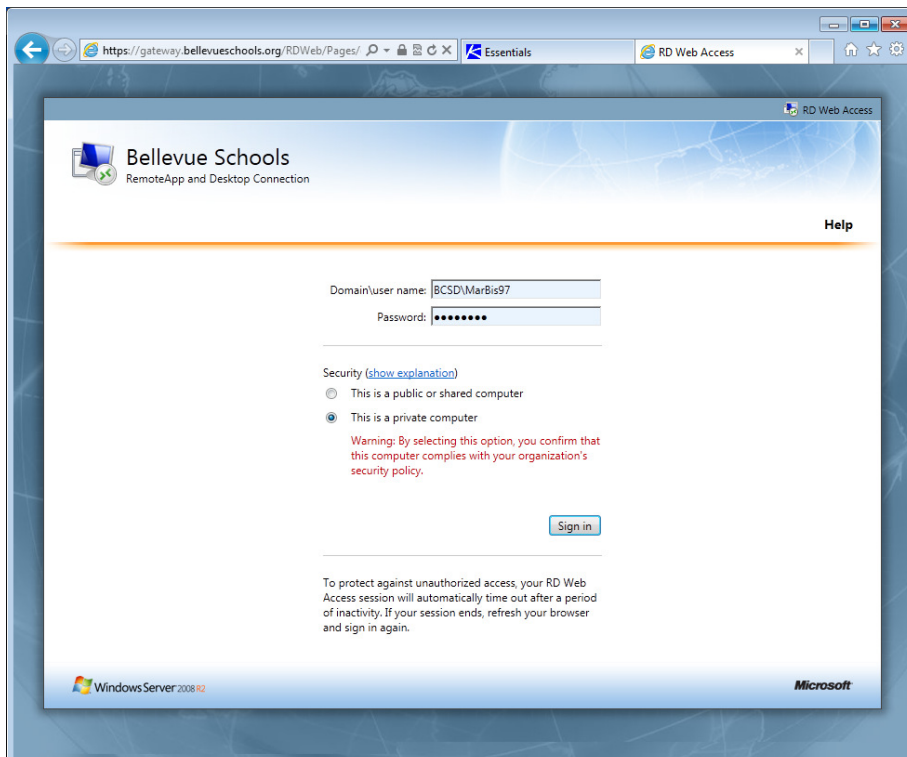 https://gateway.bellevueschools.org/RDWeb/Pages/
Essentials
RD Web Access
RD Web Access
Bellevue Schools
RemoteApp and Desktop Connection
Help
Domain\user name: BCSD\MarBis97
Password: ••••••••
Security (show explanation)
This is a public or shared computer
This is a private computer
Warning: By selecting this option, you confirm that
this computer complies with your organization's
security policy.
Sign in
To protect against unauthorized access, your RD Web
Access session will automatically time out after a period
of inactivity. If your session ends, refresh your browser
and sign in again.
Windows Server 2008 R2
Microsoft